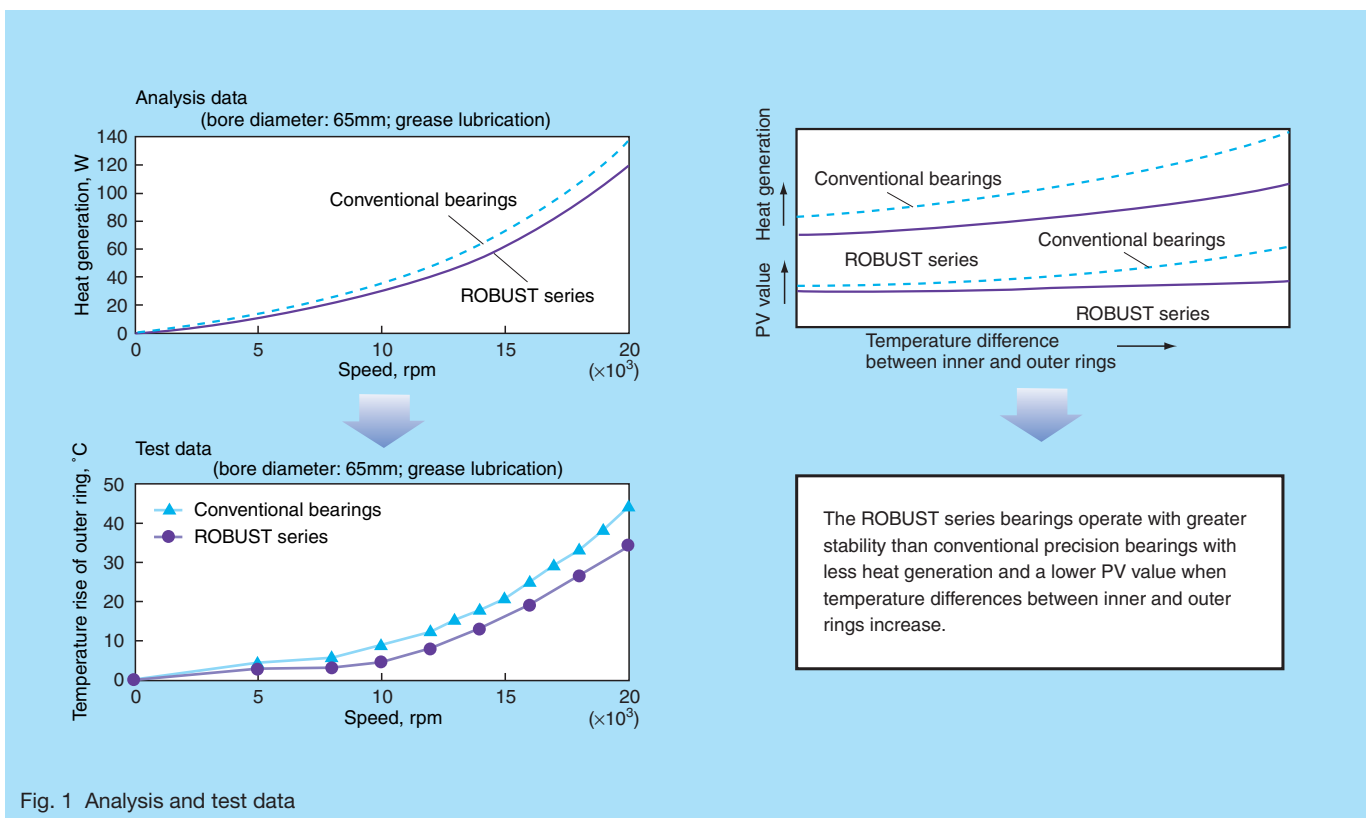 Analysis data
(bore diameter: 65mm; grease lubrication)
Heat generation, W
140
120
100
80
60
40
20
0
Conventional bearings
ROBUST series
0 5 10 15 20
Speed, rpm (×10³)
Test data
(bore diameter: 65mm; grease lubrication)
Temperature rise of outer ring, ˚C
50
40
30
20
10
0
Conventional bearings
ROBUST series
0 5 10 15 20
Speed, rpm (×10³)
Heat generation
PV value
Conventional bearings
ROBUST series
Conventional bearings
ROBUST series
Temperature difference
between inner and outer rings
The ROBUST series bearings operate with greater
stability than conventional precision bearings with
less heat generation and a lower PV value when
temperature differences between inner and outer
rings increase.
Fig. 1 Analysis and test data